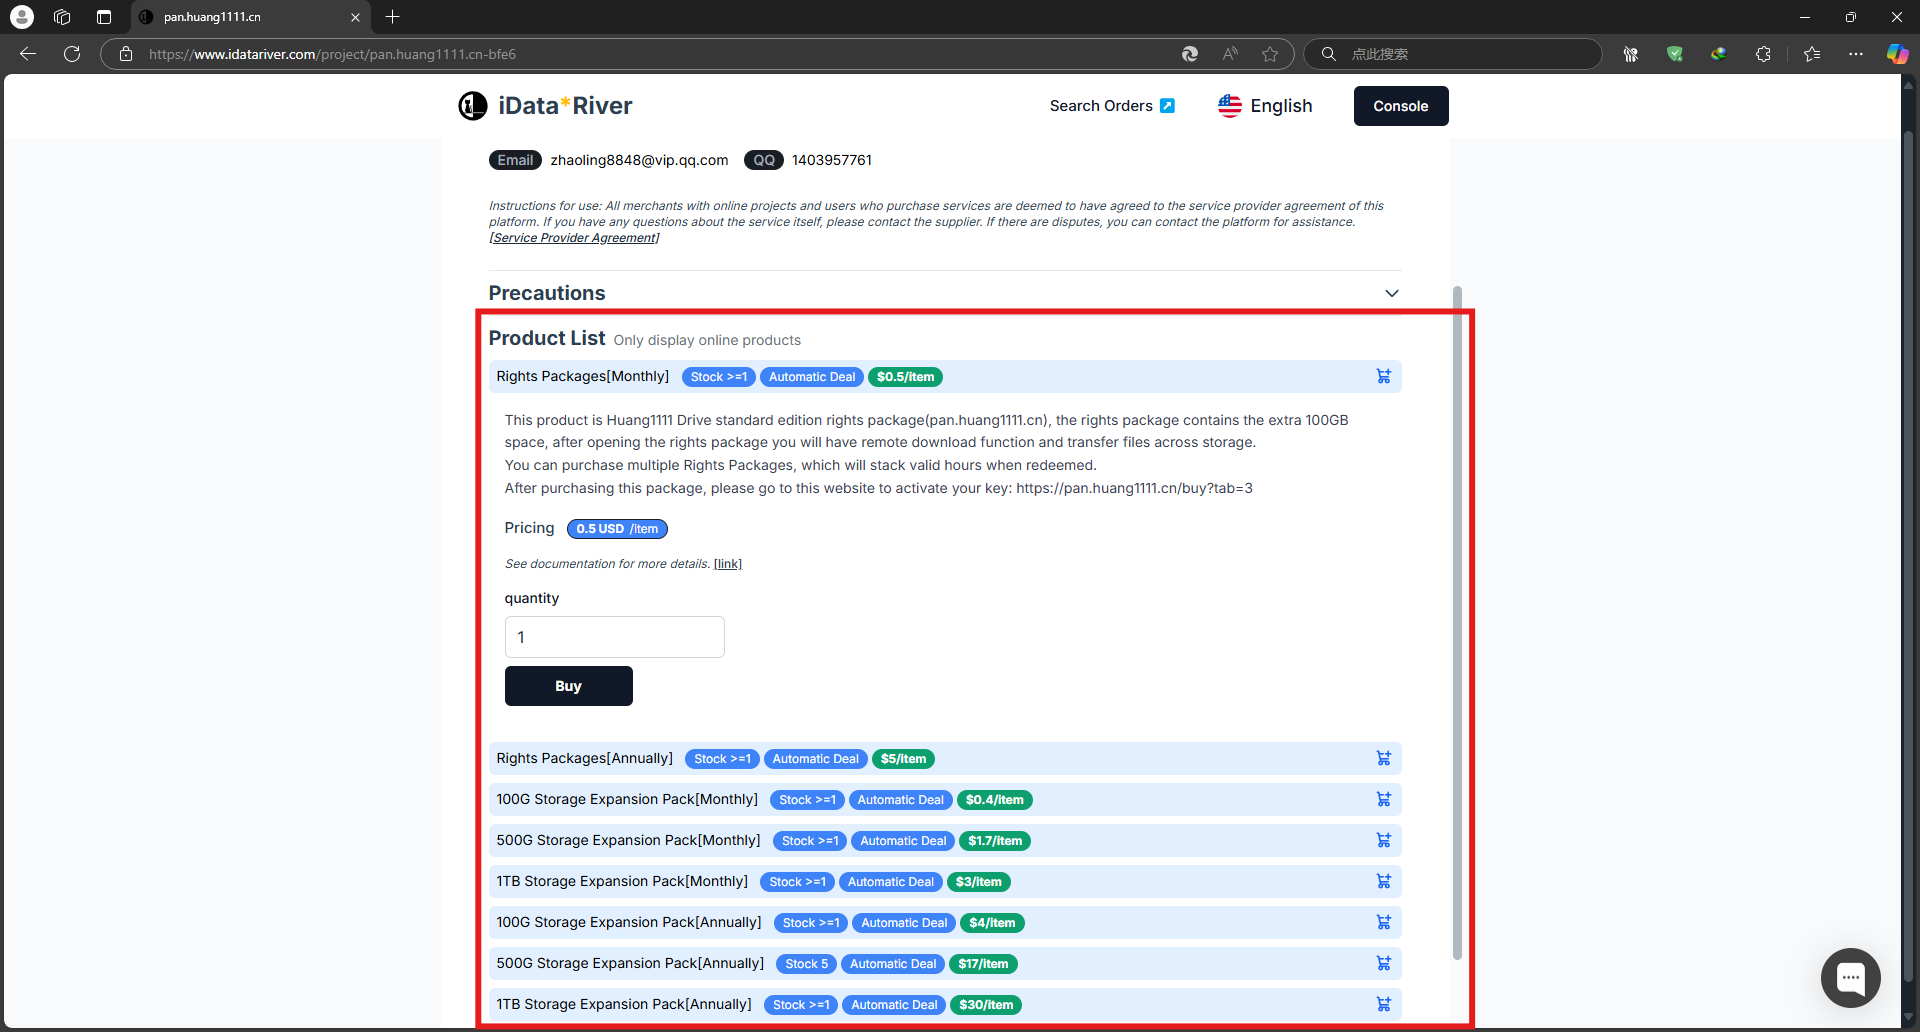 pan.huang1111.cn
https://www.idatariver.com/project/pan.huang1111.cn-bfe6
点此搜索
iData*River
Search Orders
English
Console
Email zhaoling8848@vip.qq.com QQ 1403957761
Instructions for use: All merchants with online projects and users who purchase services are deemed to have agreed to the service provider agreement of this
platform. If you have any questions about the service itself, please contact the supplier. If there are disputes, you can contact the platform for assistance.
[Service Provider Agreement]
Precautions
Product List Only display online products
Rights Packages[Monthly] Stock >=1 Automatic Deal $0.5/item
This product is Huang1111 Drive standard edition rights package(pan.huang1111.cn), the rights package contains the extra 100GB
space, after opening the rights package you will have remote download function and transfer files across storage.
You can purchase multiple Rights Packages, which will stack valid hours when redeemed.
After purchasing this package, please go to this website to activate your key: https://pan.huang1111.cn/buy?tab=3
Pricing 0.5 USD /item
See documentation for more details. [link]
quantity
1
Buy
Rights Packages[Annually] Stock >=1 Automatic Deal $5/item
100G Storage Expansion Pack[Monthly] Stock >=1 Automatic Deal $0.4/item
500G Storage Expansion Pack[Monthly] Stock >=1 Automatic Deal $1.7/item
1TB Storage Expansion Pack[Monthly] Stock >=1 Automatic Deal $3/item
100G Storage Expansion Pack[Annually] Stock >=1 Automatic Deal $4/item
500G Storage Expansion Pack[Annually] Stock 5 Automatic Deal $17/item
1TB Storage Expansion Pack[Annually] Stock >=1 Automatic Deal $30/item